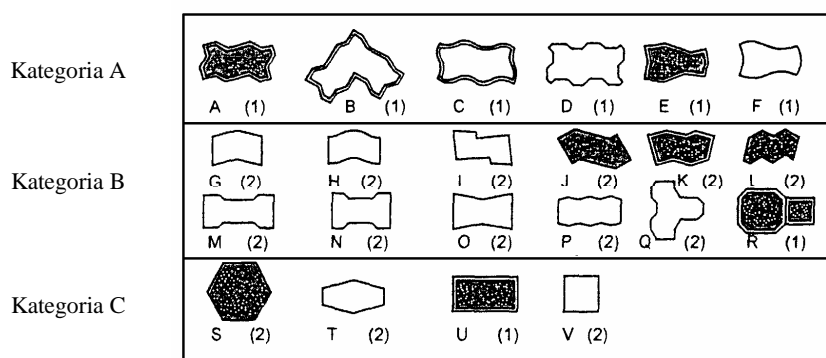 Kategoria A
A (1) B (1) C (1) D (1) E (1) F (1)
Kategoria B
G (2) H (2) I (2) J (2) K (2) L (2)
M (2) N (2) O (2) P (2) Q (2) R (1)
Kategoria C
S (2) T (2) U (1) V (2)